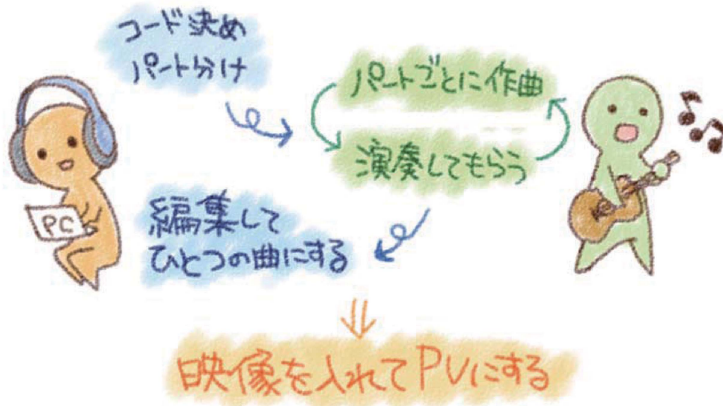 コード決め
パート分け
パートごとに作曲
演奏してもらう
PC
編集して
ひとつの曲にする
映像を入れてPVにする